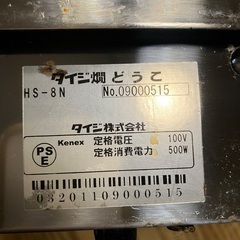 タイジ燗どうこ
HS-8N No.09000515
タイジ株式会社
PS
E
Kenex 定格電圧 100V
定格消費電力 500W
03201109000515